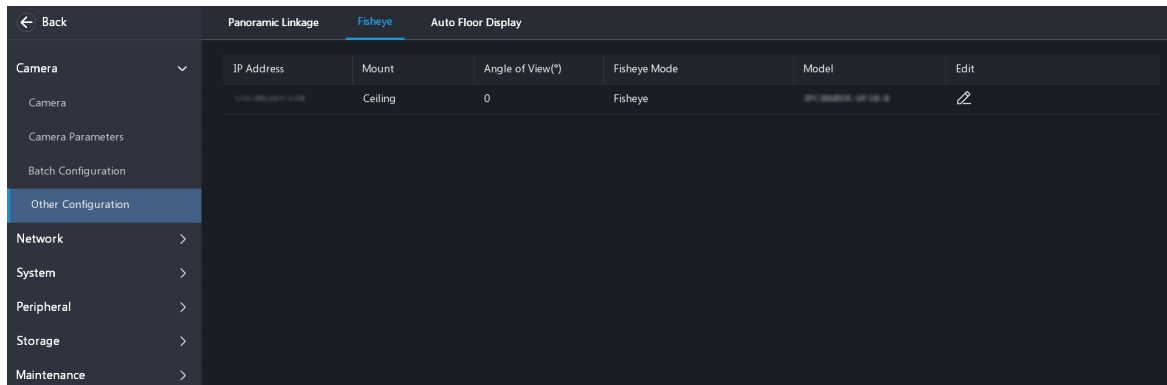 Back
Panoramic Linkage Fisheye Auto Floor Display
Camera
IP Address Mount Angle of View(°) Fisheye Mode Model Edit
Camera
Ceiling 0 Fisheye
Camera Parameters
Batch Configuration
Other Configuration
Network
System
Peripheral
Storage
Maintenance